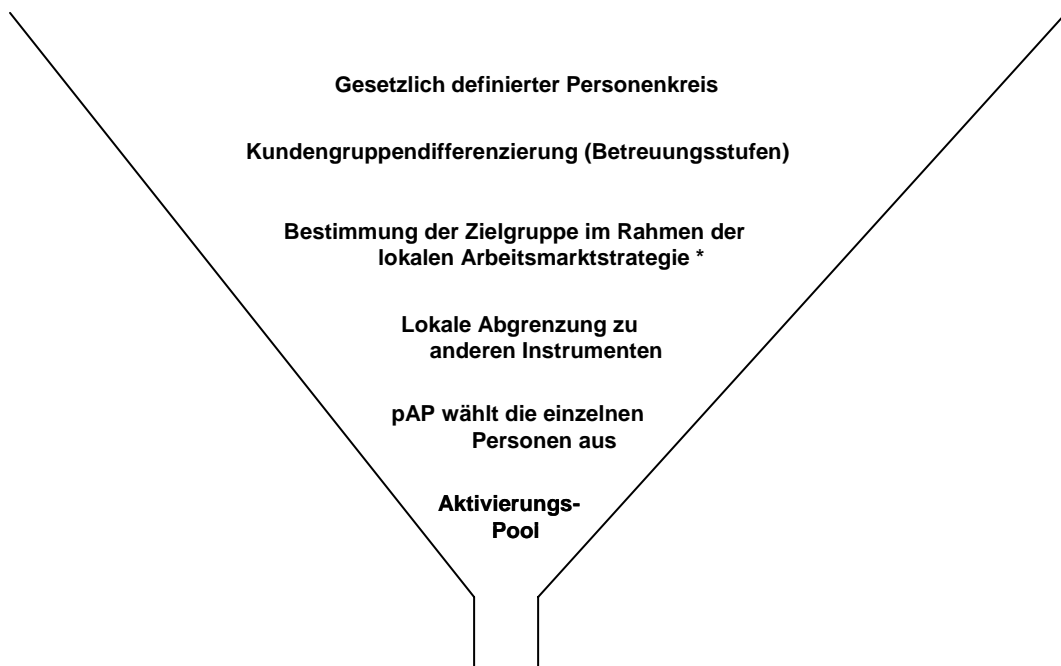 Gesetzlich definierter Personenkreis
Kundengruppendifferenzierung (Betreuungsstufen)
Bestimmung der Zielgruppe im Rahmen der
lokalen Arbeitsmarktstrategie *
Lokale Abgrenzung zu
anderen Instrumenten
pAP wählt die einzelnen
Personen aus
Aktivierungs-
Pool